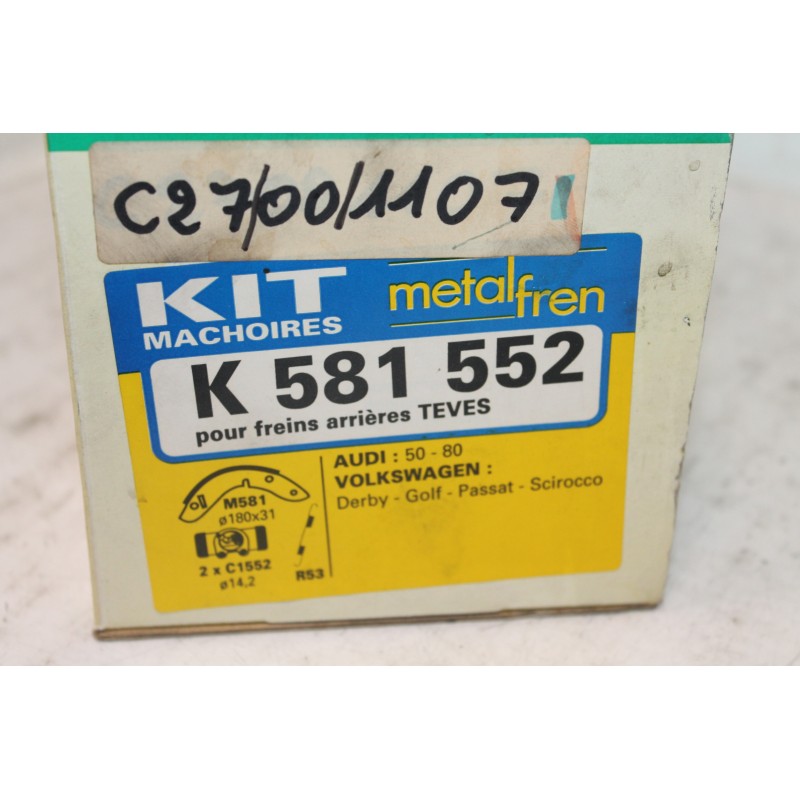 C27/00/1107
KIT
MACHOIRES
metalfren
K 581 552
pour freins arrières TEVES
AUDI : 50 - 80
VOLKSWAGEN :
Derby - Golf - Passat - Scirocco
M581
ø180x31
2 x C1552
ø14,2
R53